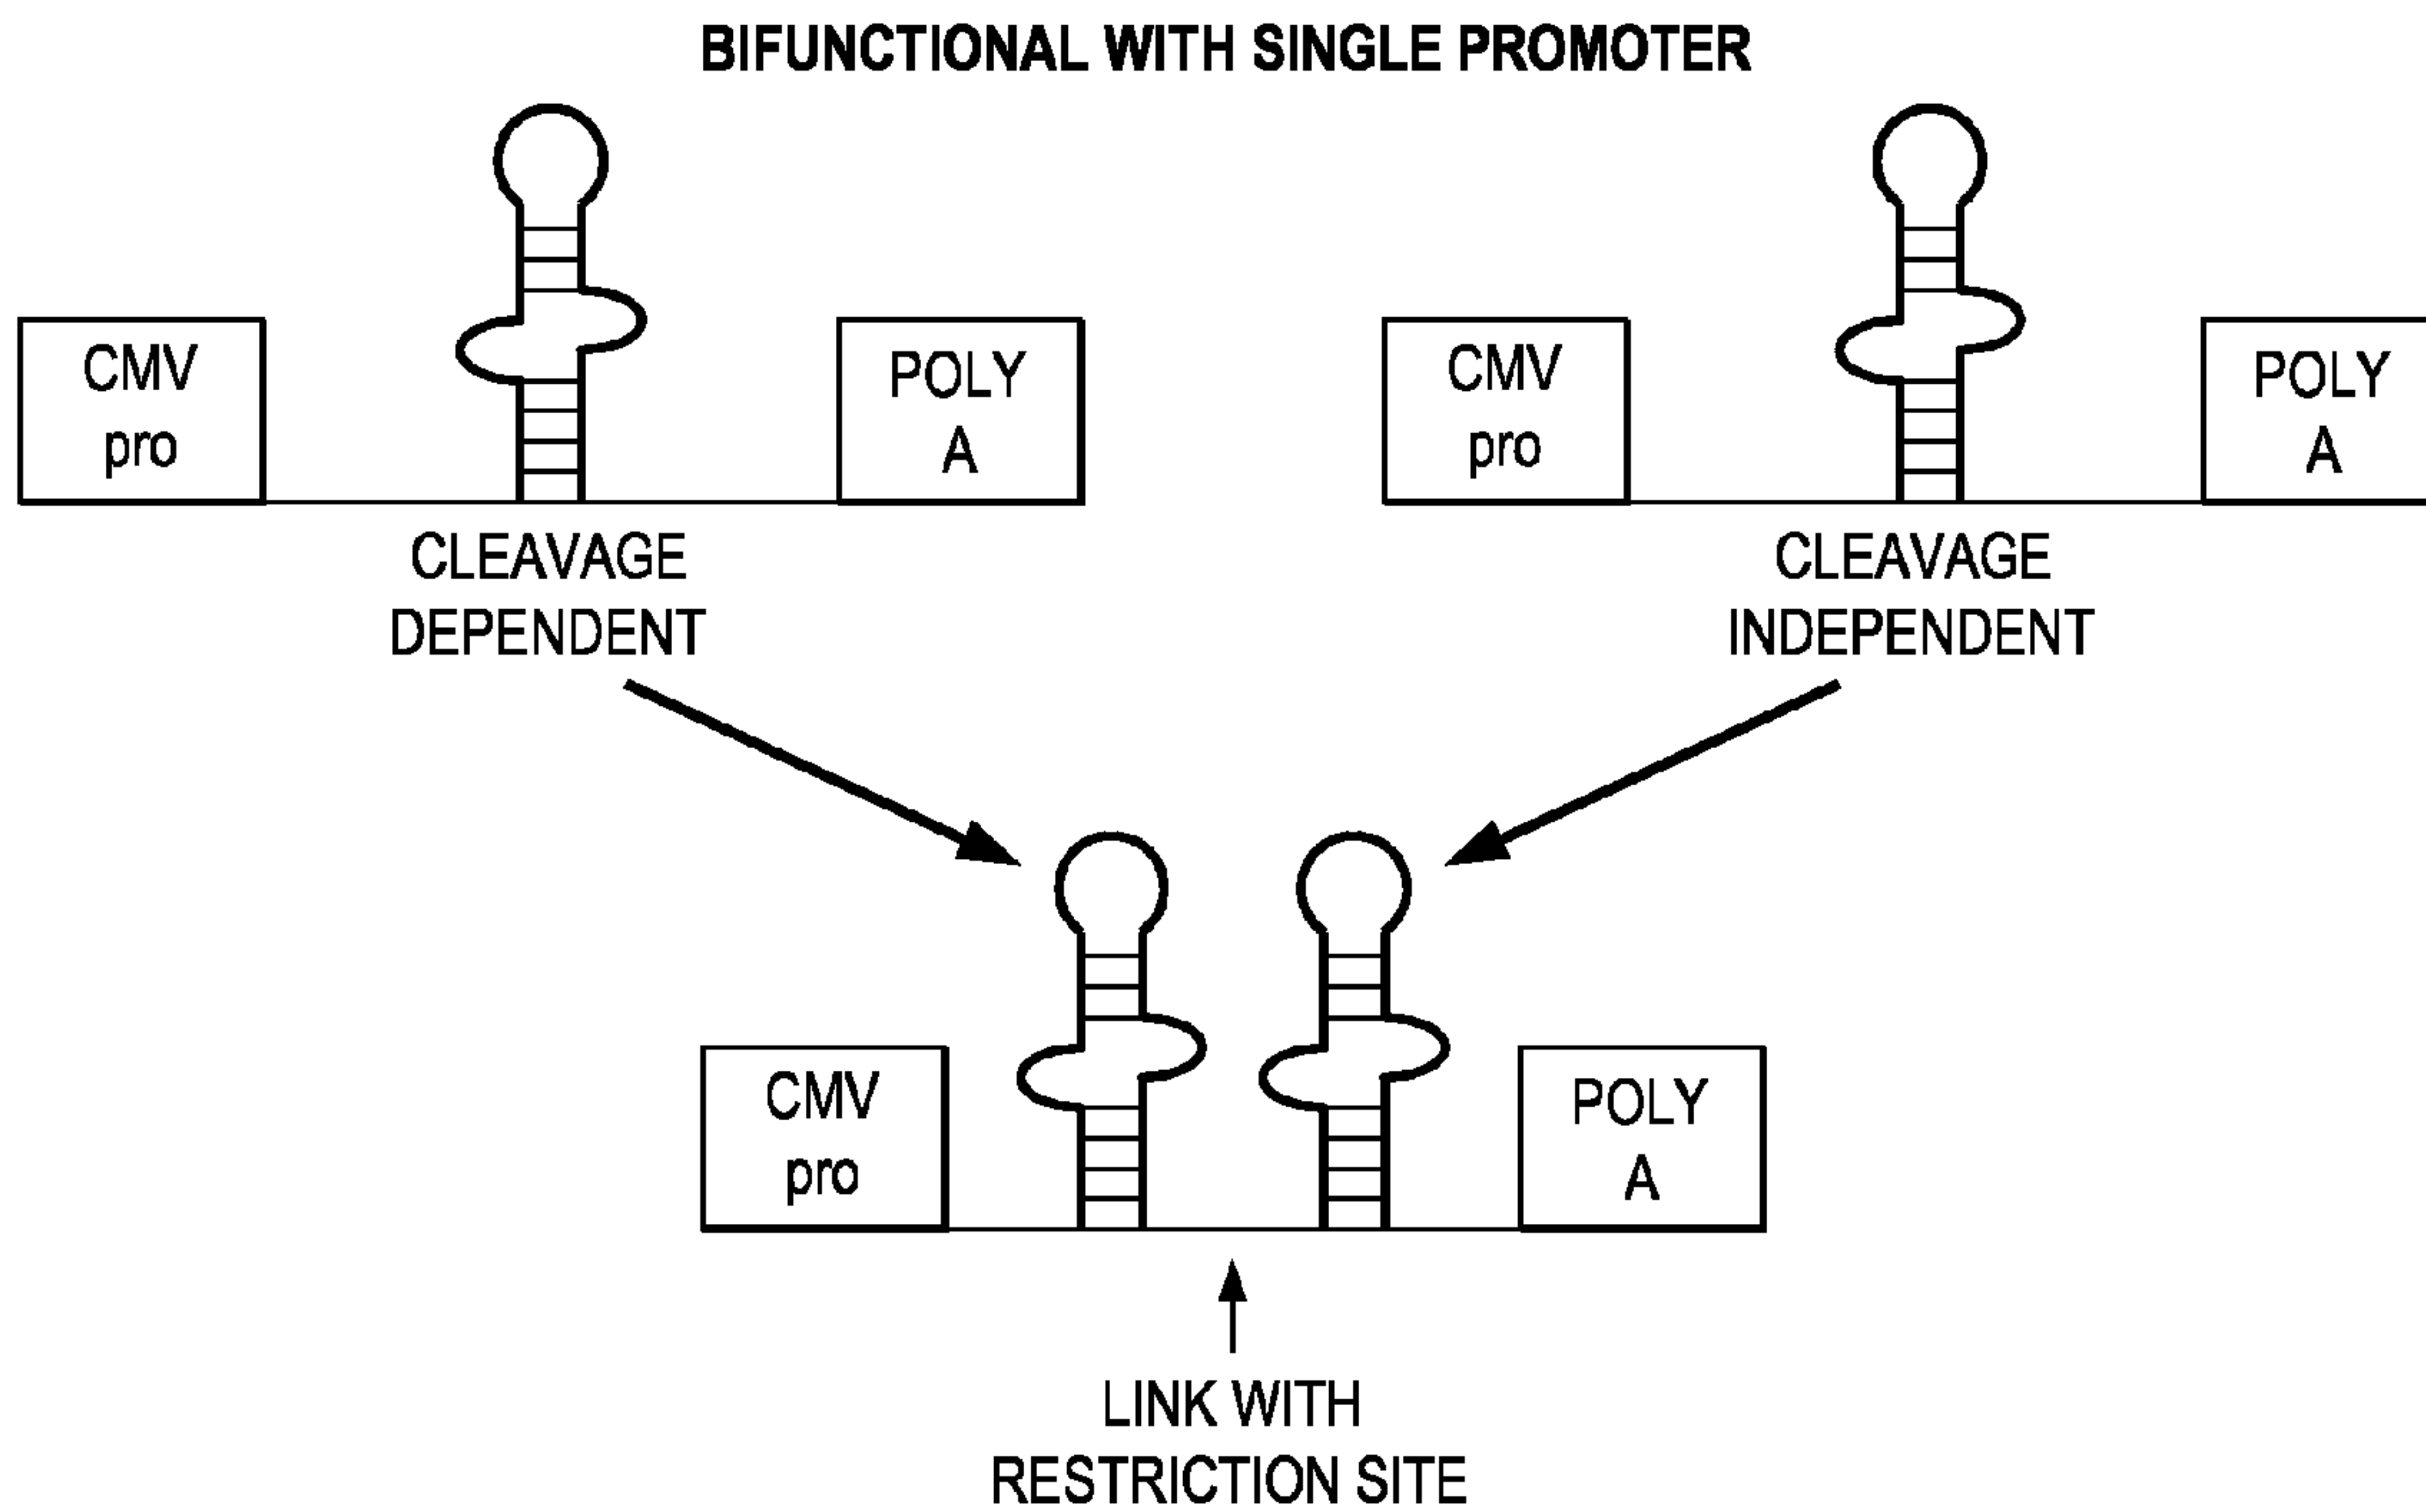 BIFUNCTIONAL WITH SINGLE PROMOTER
CMV
pro
POLY
A
CLEAVAGE
DEPENDENT
CMV
pro
POLY
A
CLEAVAGE
INDEPENDENT
CMV
pro
POLY
A
LINK WITH
RESTRICTION SITE